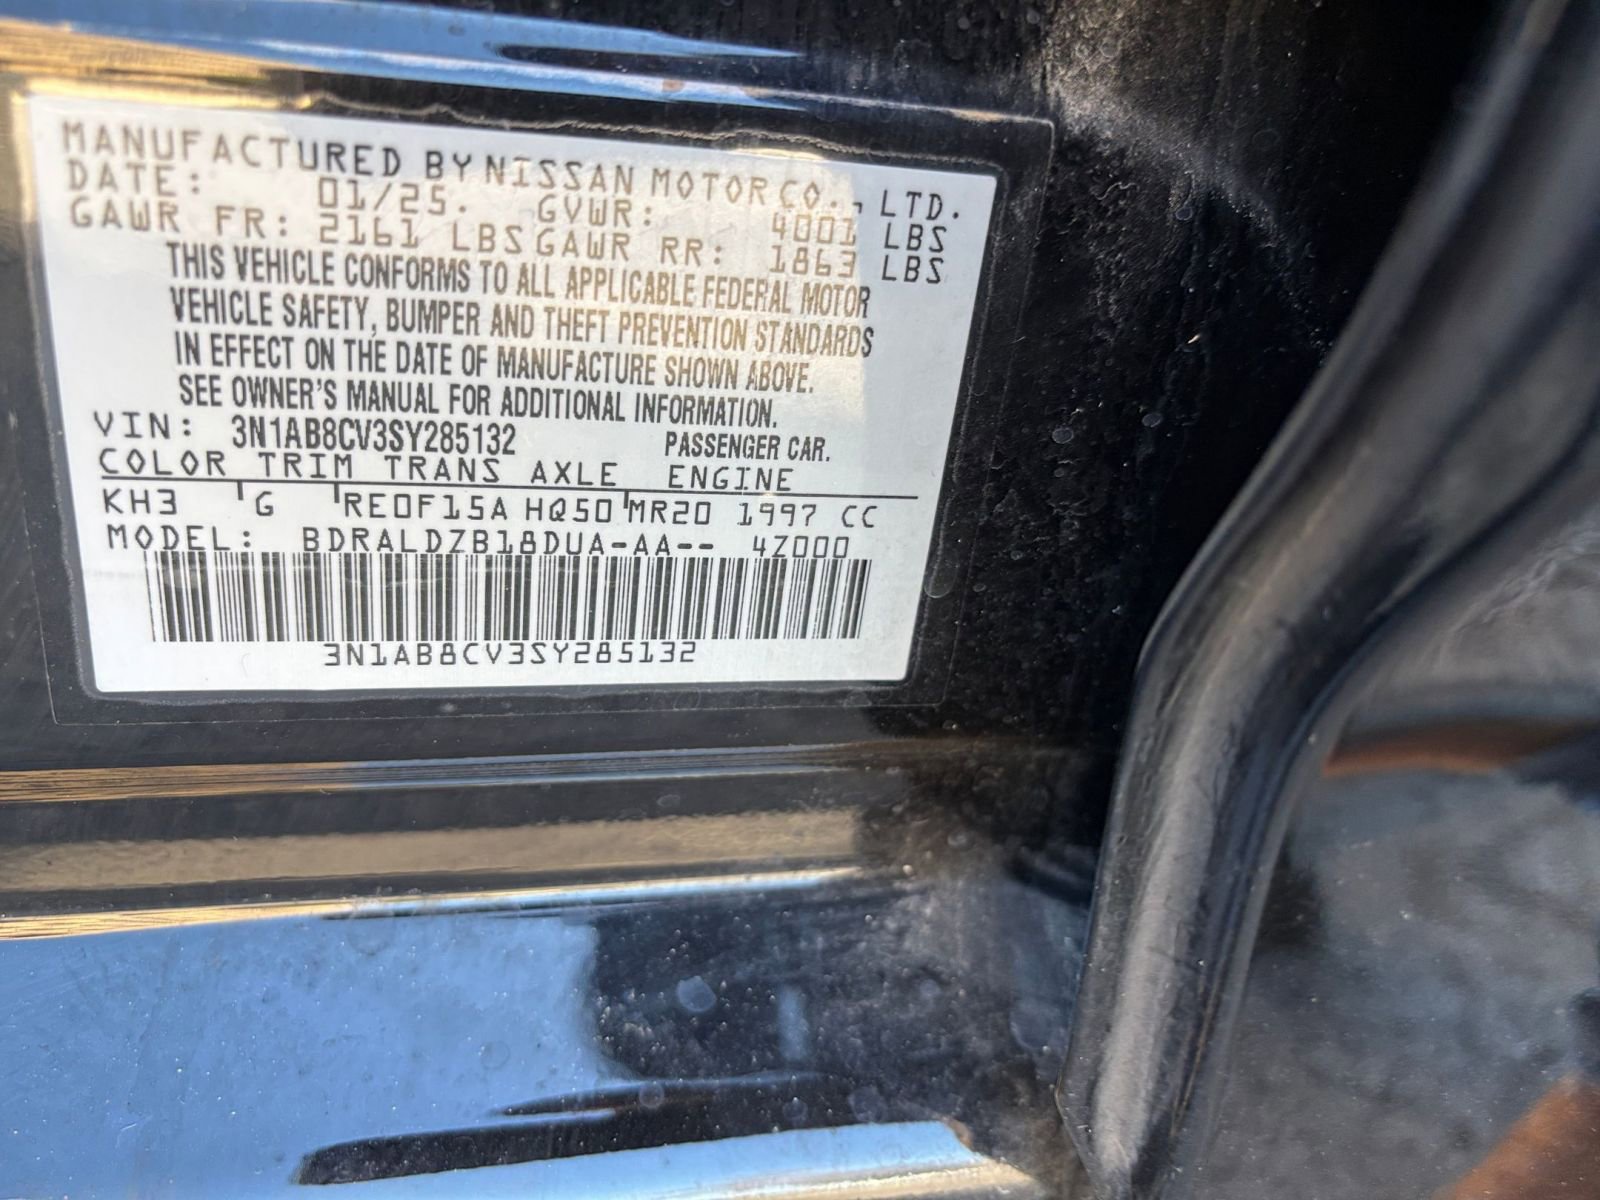 MANUFACTURED BY NISSAN MOTOR CO., LTD.
DATE: 01/25. GVWR: 4001 LBS
GAWR FR: 2161 LBS GAWR RR: 1863 LBS
THIS VEHICLE CONFORMS TO ALL APPLICABLE FEDERAL MOTOR
VEHICLE SAFETY, BUMPER AND THEFT PREVENTION STANDARDS
IN EFFECT ON THE DATE OF MANUFACTURE SHOWN ABOVE.
SEE OWNER'S MANUAL FOR ADDITIONAL INFORMATION.
VIN: 3N1AB8CV3SY285132 PASSENGER CAR.
COLOR TRIM TRANS AXLE ENGINE
KH3 G RE0F15A HQ50 MR20 1997 CC
MODEL: BDRALDZB18DUA-AA-- 4Z000
3N1AB8CV3SY285132